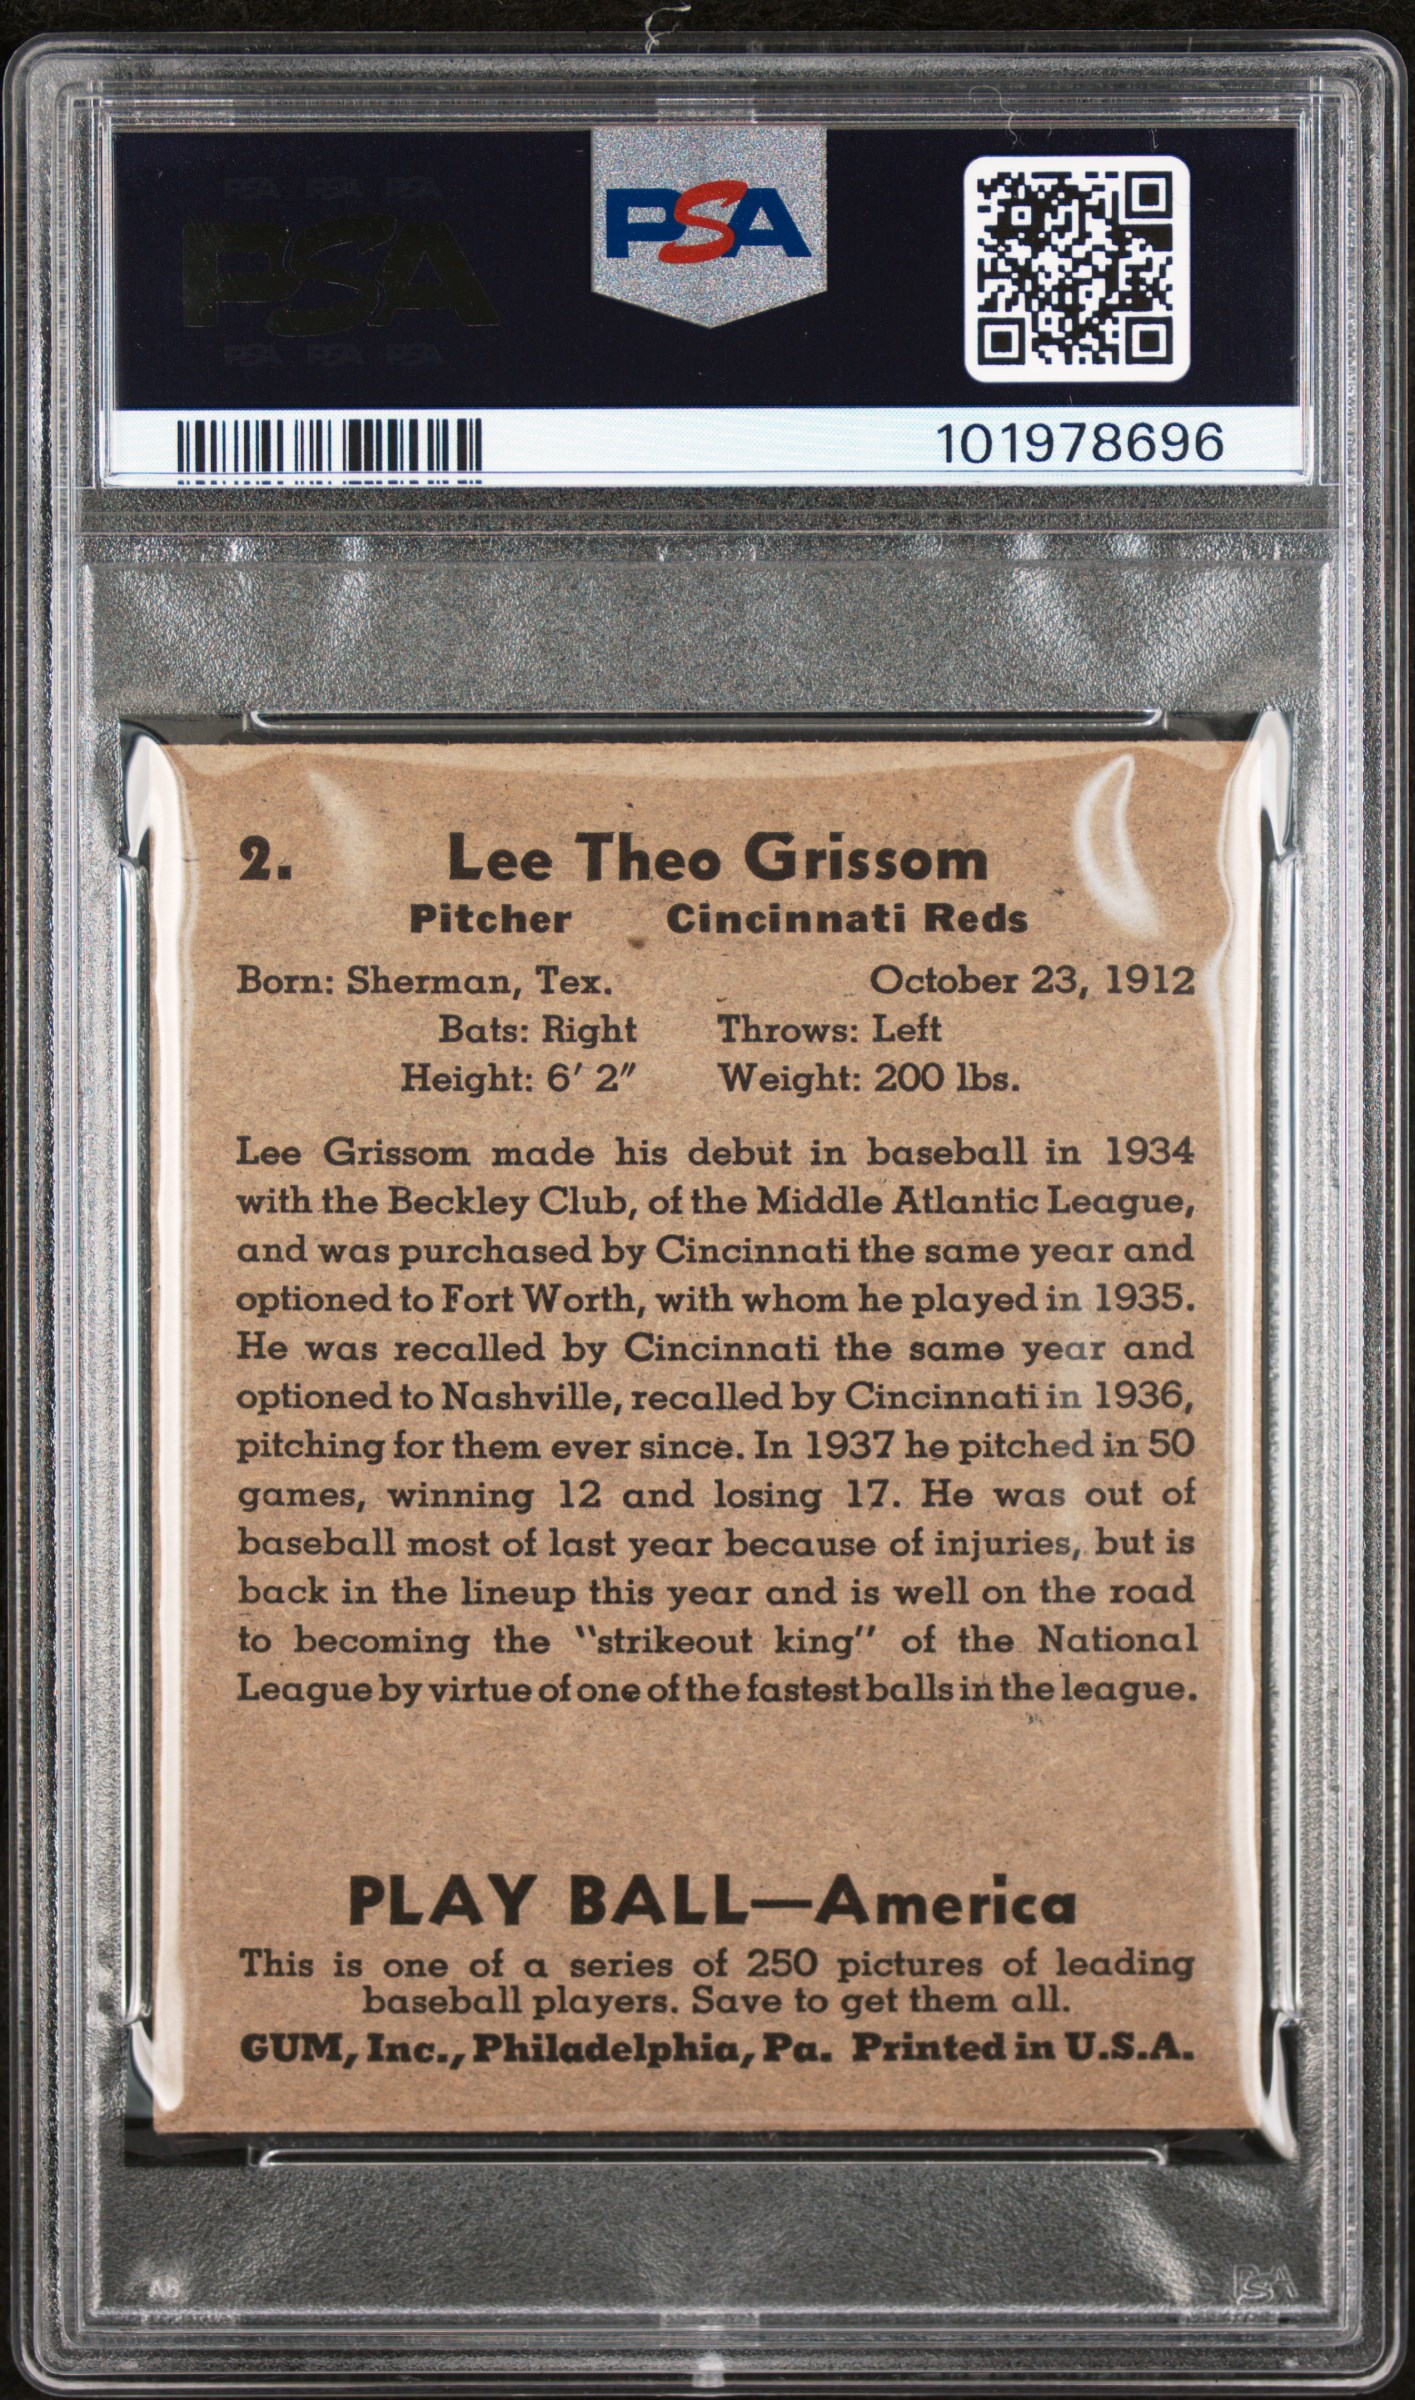 PSA PSA PSA
PSA
PSA PSA PSA
PSA
101978696
2. Lee Theo Grissom
Pitcher Cincinnati Reds
Born: Sherman, Tex. October 23, 1912
Bats: Right Throws: Left
Height: 6′ 2″ Weight: 200 lbs.
Lee Grissom made his debut in baseball in 1934
with the Beckley Club, of the Middle Atlantic League,
and was purchased by Cincinnati the same year and
optioned to Fort Worth, with whom he played in 1935.
He was recalled by Cincinnati the same year and
optioned to Nashville, recalled by Cincinnati in 1936,
pitching for them ever since. In 1937 he pitched in 50
games, winning 12 and losing 17. He was out of
baseball most of last year because of injuries, but is
back in the lineup this year and is well on the road
to becoming the "strikeout king" of the National
League by virtue of one of the fastest balls in the league.
PLAY BALL—America
This is one of a series of 250 pictures of leading
baseball players. Save to get them all.
GUM, Inc., Philadelphia, Pa. Printed in U.S.A.
PSA